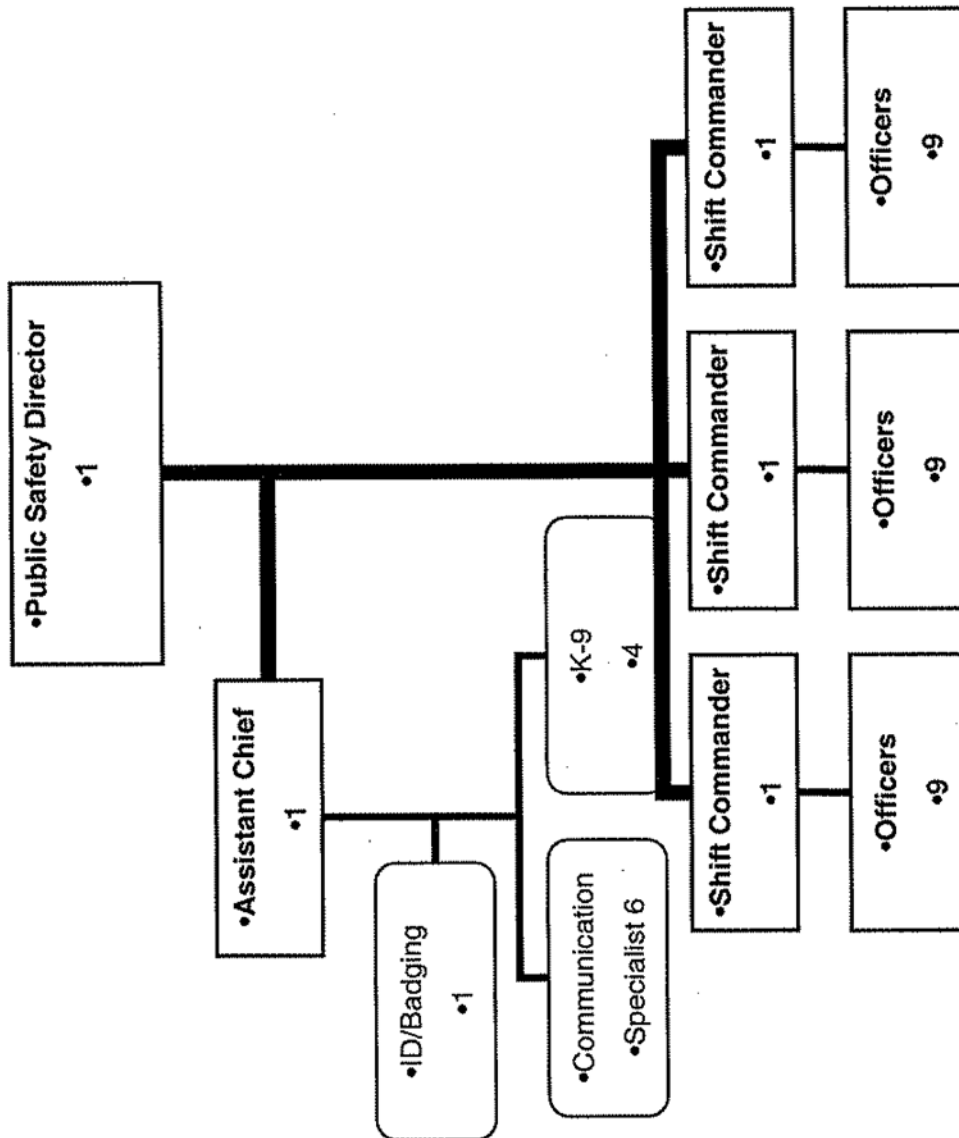 •Public Safety Director
•1
•Assistant Chief
•1
•ID/Badging
•1
•Communication
•Specialist 6
•K-9
•4
•Shift Commander
•1
•Shift Commander
•1
•Shift Commander
•1
•Officers
•9
•Officers
•9
•Officers
•9